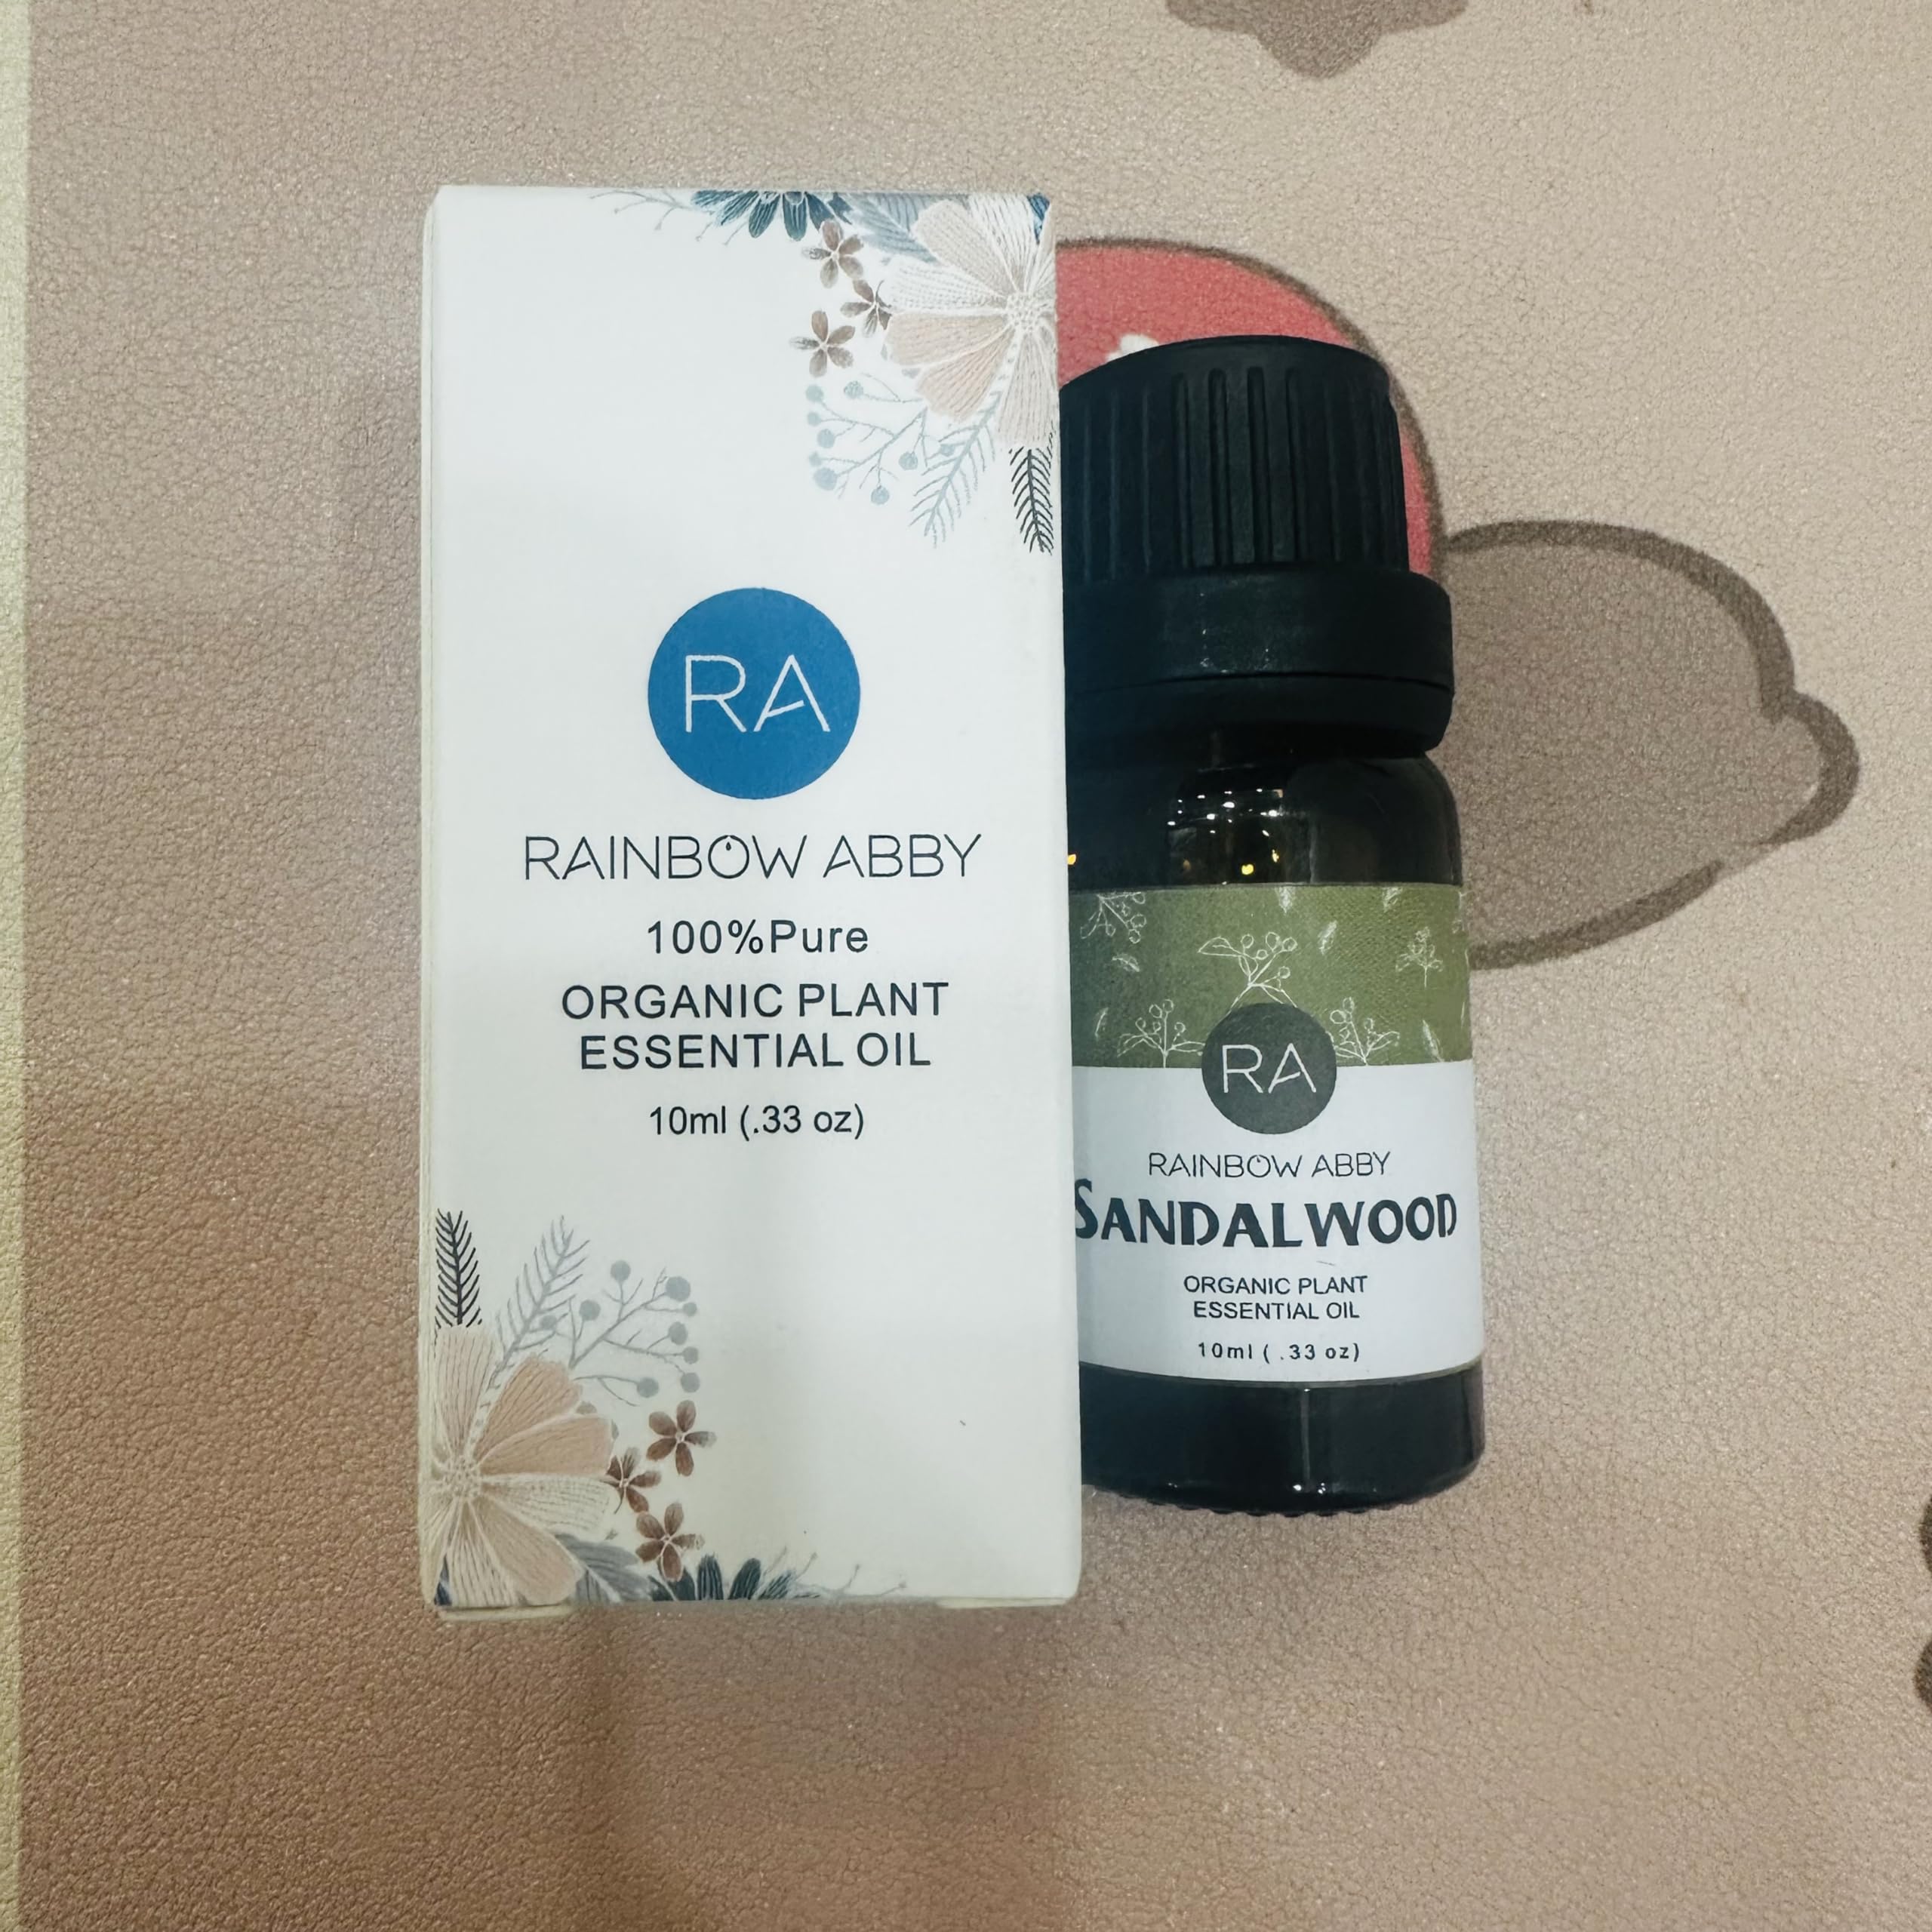 RA
RAINBOW ABBY
100%Pure
ORGANIC PLANT
ESSENTIAL OIL
10ml (.33 oz)
RA
RAINBOW ABBY
SANDALWOOD
ORGANIC PLANT
ESSENTIAL OIL
10ml ( .33 oz)